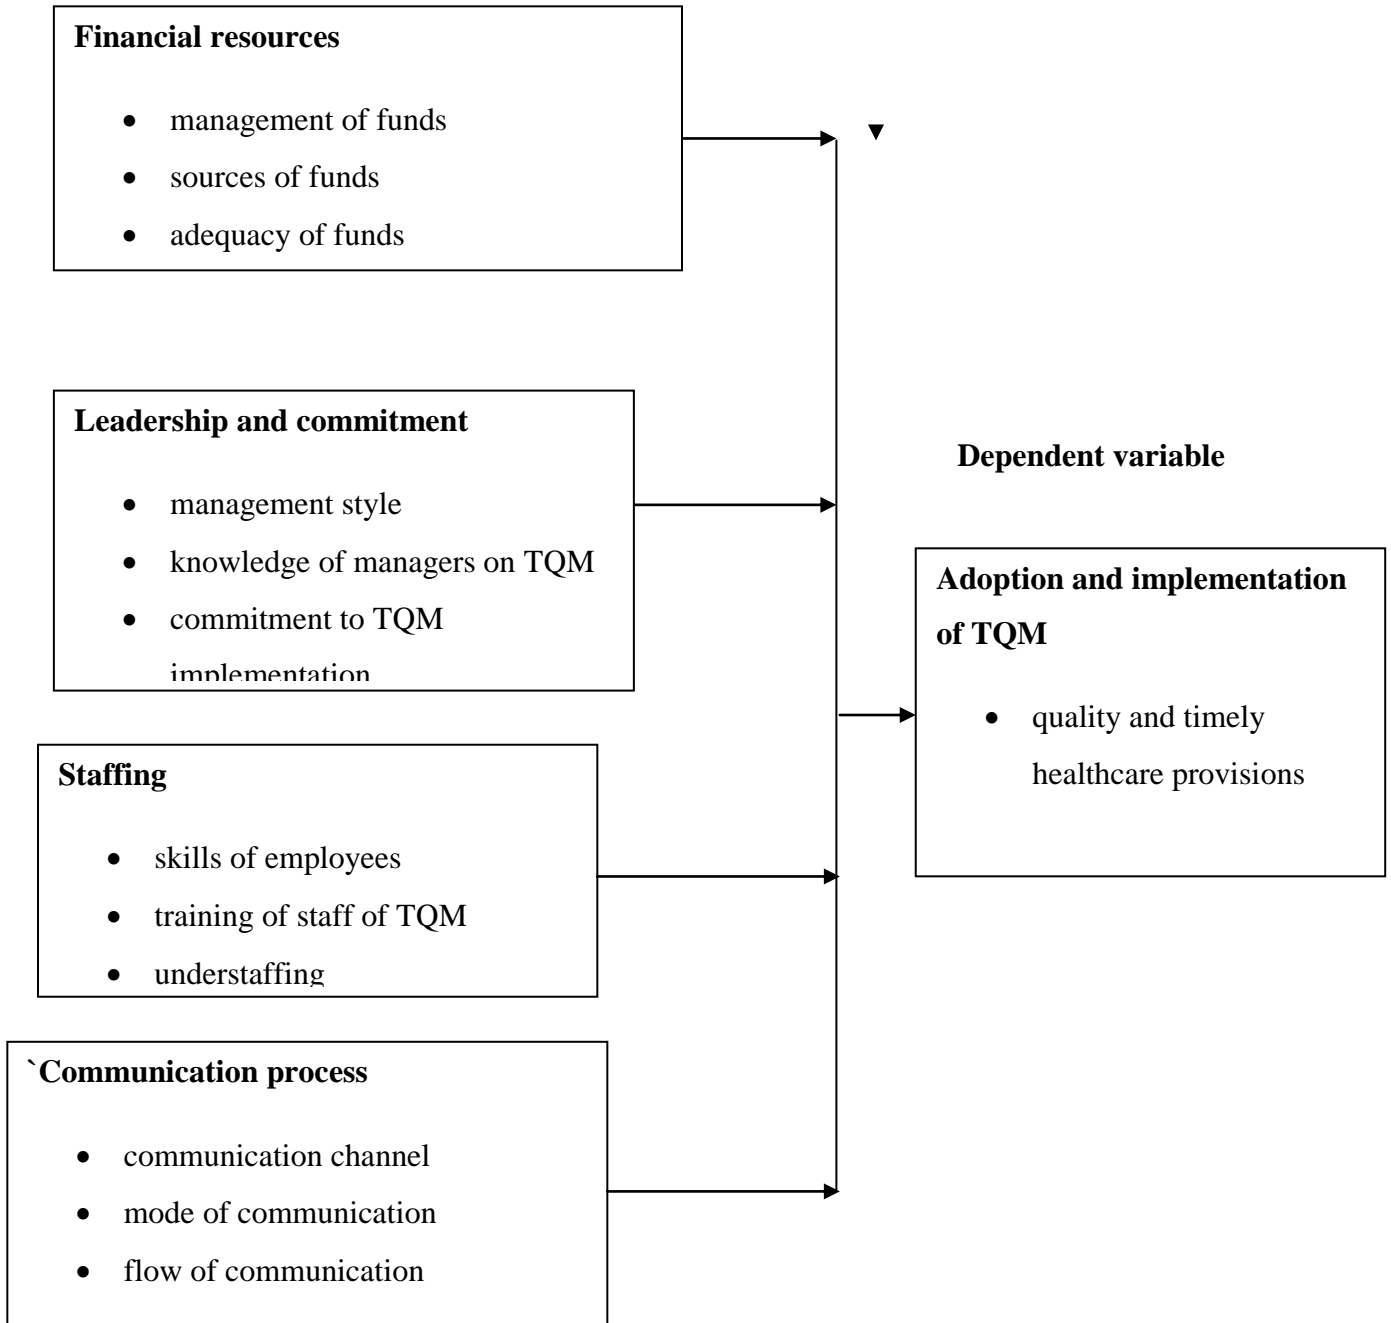 Financial resources
• management of funds
• sources of funds
• adequacy of funds
Leadership and commitment
• management style
• knowledge of managers on TQM
• commitment to TQM
implementation
Staffing
• skills of employees
• training of staff of TQM
• understaffing
`Communication process
• communication channel
• mode of communication
• flow of communication
Dependent variable
Adoption and implementation
of TQM
• quality and timely
healthcare provisions